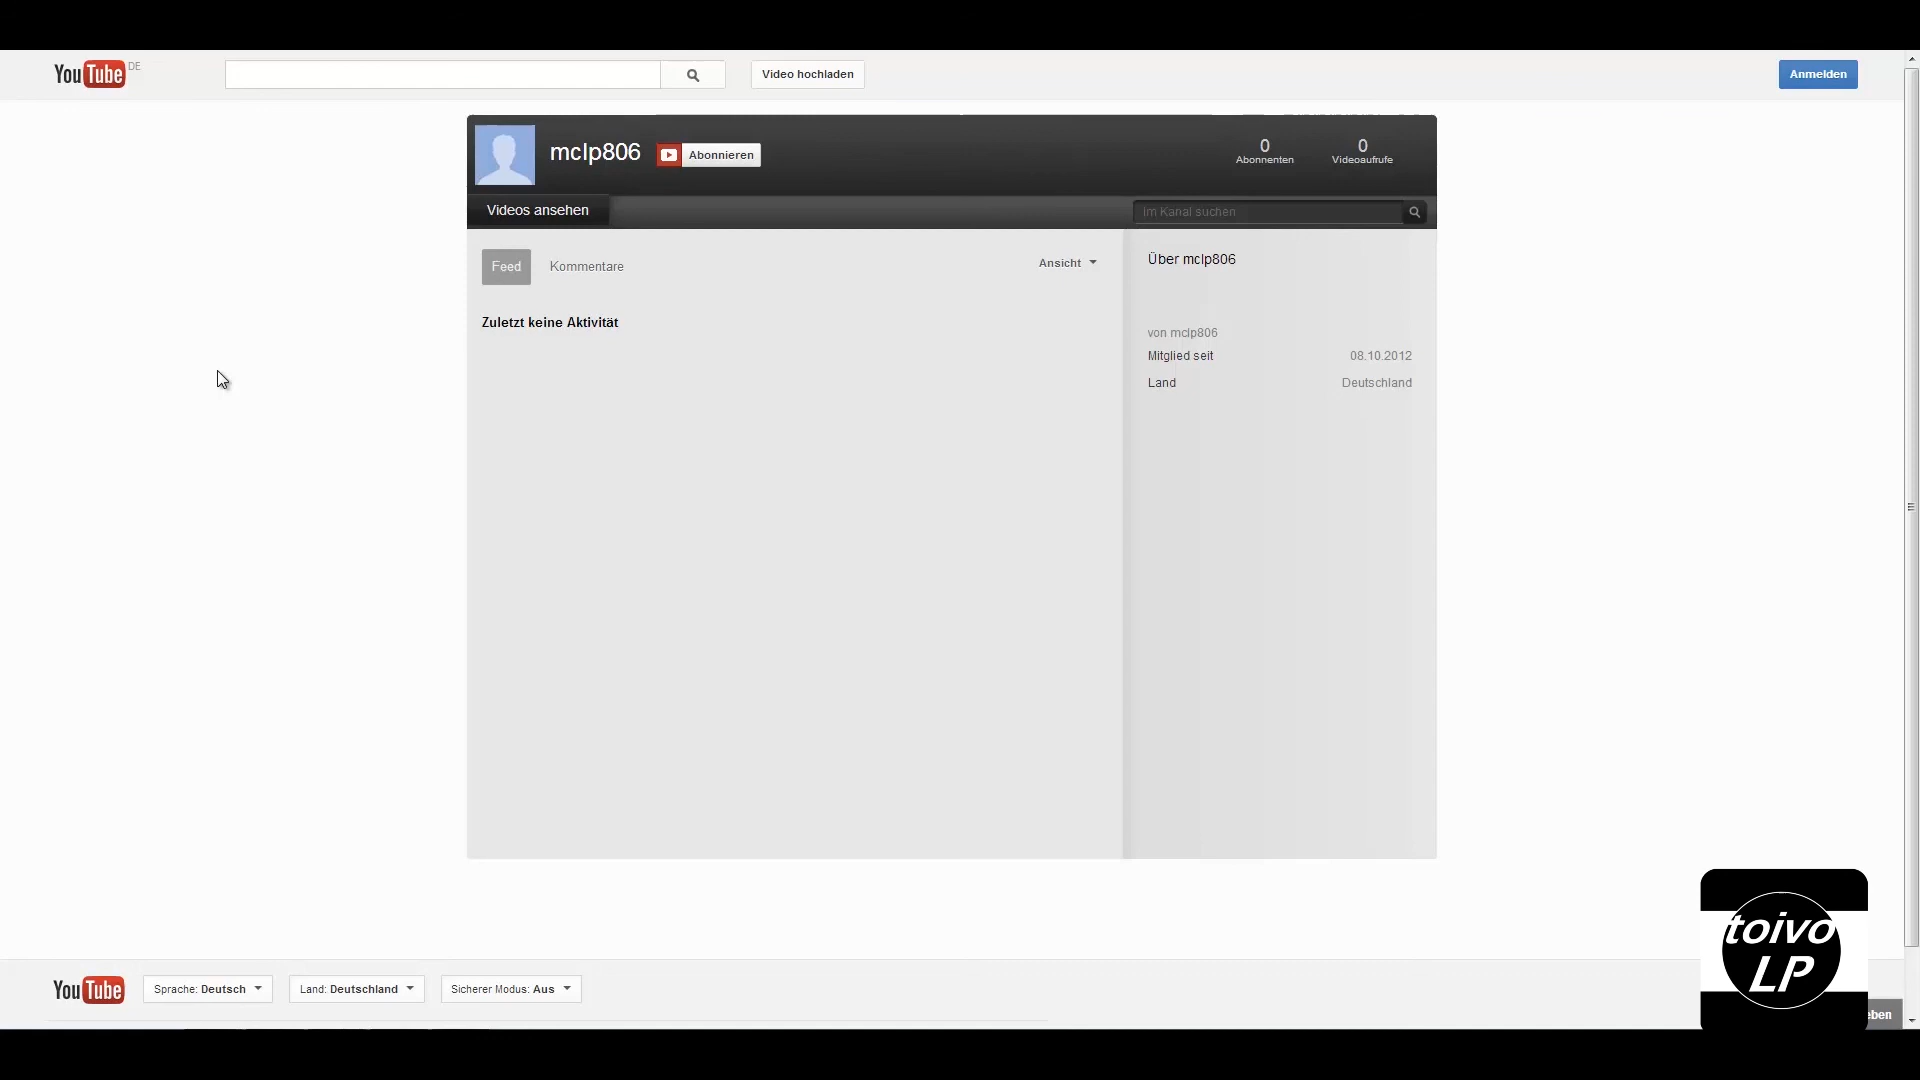 YouTube DE
Video hochladen
Anmelden
mclp806
Abonnieren
0
Abonnenten
0
Videoaufrufe
Videos ansehen
Im Kanal suchen
Feed
Kommentare
Ansicht
Über mclp806
Zuletzt keine Aktivität
von mclp806
Mitglied seit 08.10.2012
Land Deutschland
toivo
LP
YouTube
Sprache: Deutsch
Land: Deutschland
Sicherer Modus: Aus